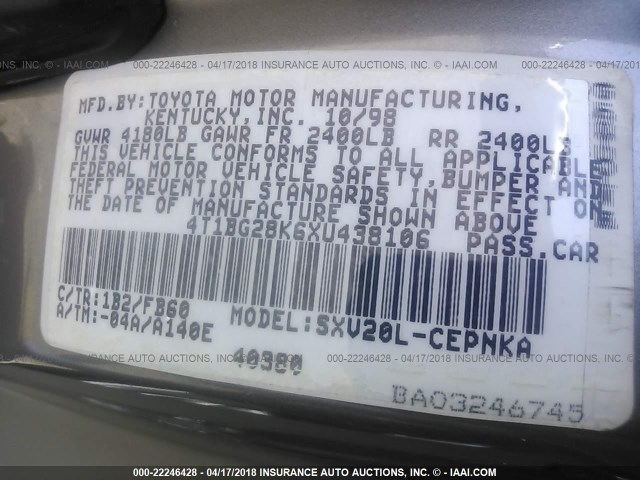 000-22246428 - 04/17/2018 INSURANCE AUTO AUCTIONS, INC. © - IAAI.COM
MFD.BY:TOYOTA MOTOR MANUFACTURING,
KENTUCKY,INC. 10/98
GVWR 4180LB GAWR FR 2400LB RR 2400LB
THIS VEHICLE CONFORMS TO ALL APPLICABLE
FEDERAL MOTOR VEHICLE SAFETY,BUMPER AND
THEFT PREVENTION STANDARDS IN EFFECT ON
THE DATE OF MANUFACTURE SHOWN ABOVE
4T1BG28K6XU438106 PASS.CAR
C/TR:1B2/FB60 MODEL:SXV20L-CEPNKA
A/TM:-04A/A140E
40380
BA03246745
000-22246428 - 04/17/2018 INSURANCE AUTO AUCTIONS, INC. © - IAAI.COM